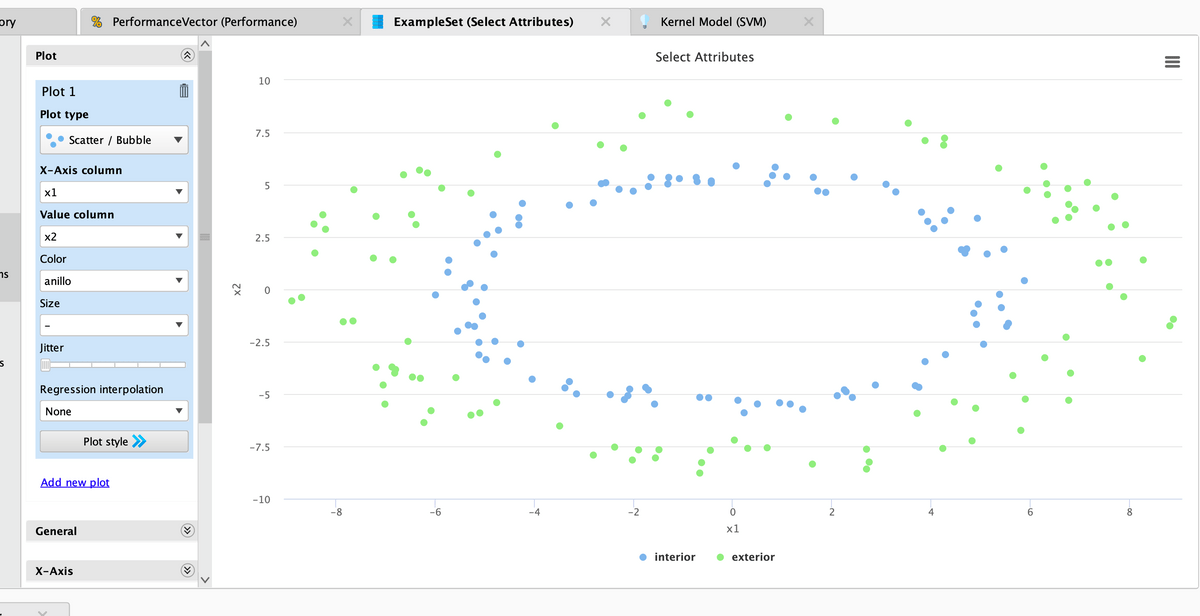 ory
PerformanceVector (Performance)
ExampleSet (Select Attributes)
Kernel Model (SVM)
Plot
Plot 1
Plot type
Scatter / Bubble
X-Axis column
x1
Value column
x2
Color
anillo
Size
-
Jitter
Regression interpolation
None
Plot style
Add new plot
General
X-Axis
ns
s
Select Attributes
10
7.5
5
2.5
0
-2.5
-5
-7.5
-10
x2
-8 -6 -4 -2 0 2 4 6 8
x1
interior exterior